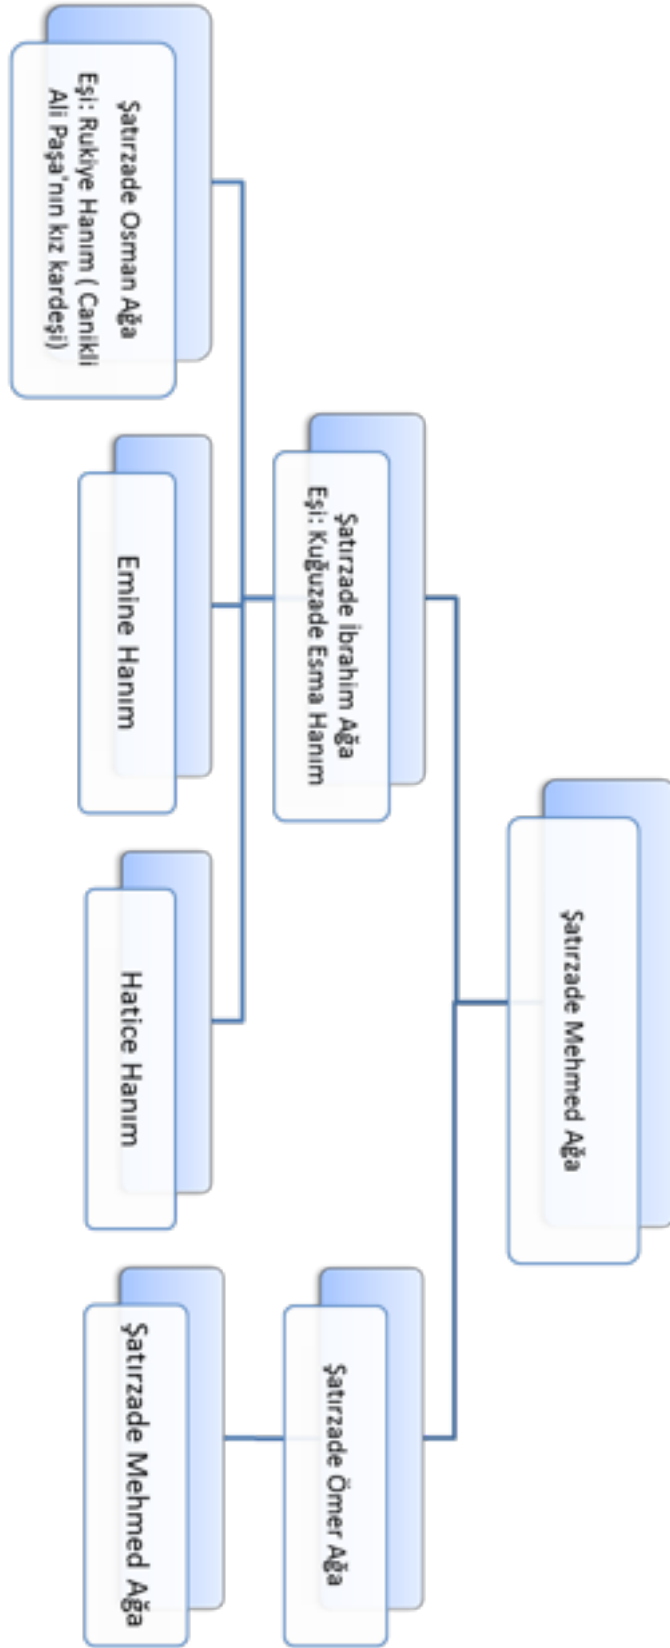 Şatırzade Mehmed Ağa
Şatırzade İbrahim Ağa
Eşi: Kuğuzade Esma Hanım
Şatırzade Ömer Ağa
Şatırzade Osman Ağa
Eşi: Rukiye Hanım ( Canikli
Ali Paşa'nın kız kardeşi)
Emine Hanım
Hatice Hanım
Şatırzade Mehmed Ağa